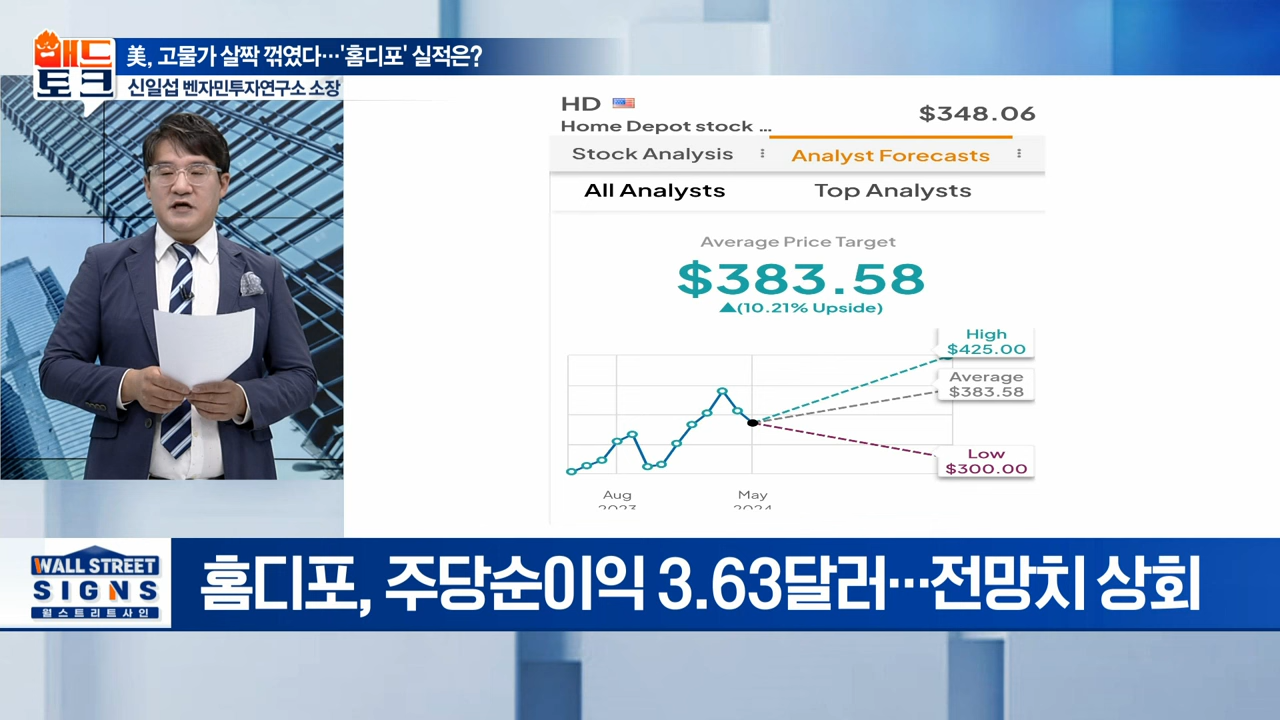 매드
토크
美, 고물가 살짝 꺾였다…'홈디포' 실적은?
신일섭 벤자민투자연구소 소장
HD
$348.06
Home Depot stock ...
Stock Analysis
Analyst Forecasts
All Analysts
Top Analysts
Average Price Target
$383.58
▲(10.21% Upside)
High
$425.00
Average
$383.58
Low
$300.00
Aug
2023
May
2024
WALL STREET
SIGNS
월스트리트사인
홈디포, 주당순이익 3.63달러…전망치 상회